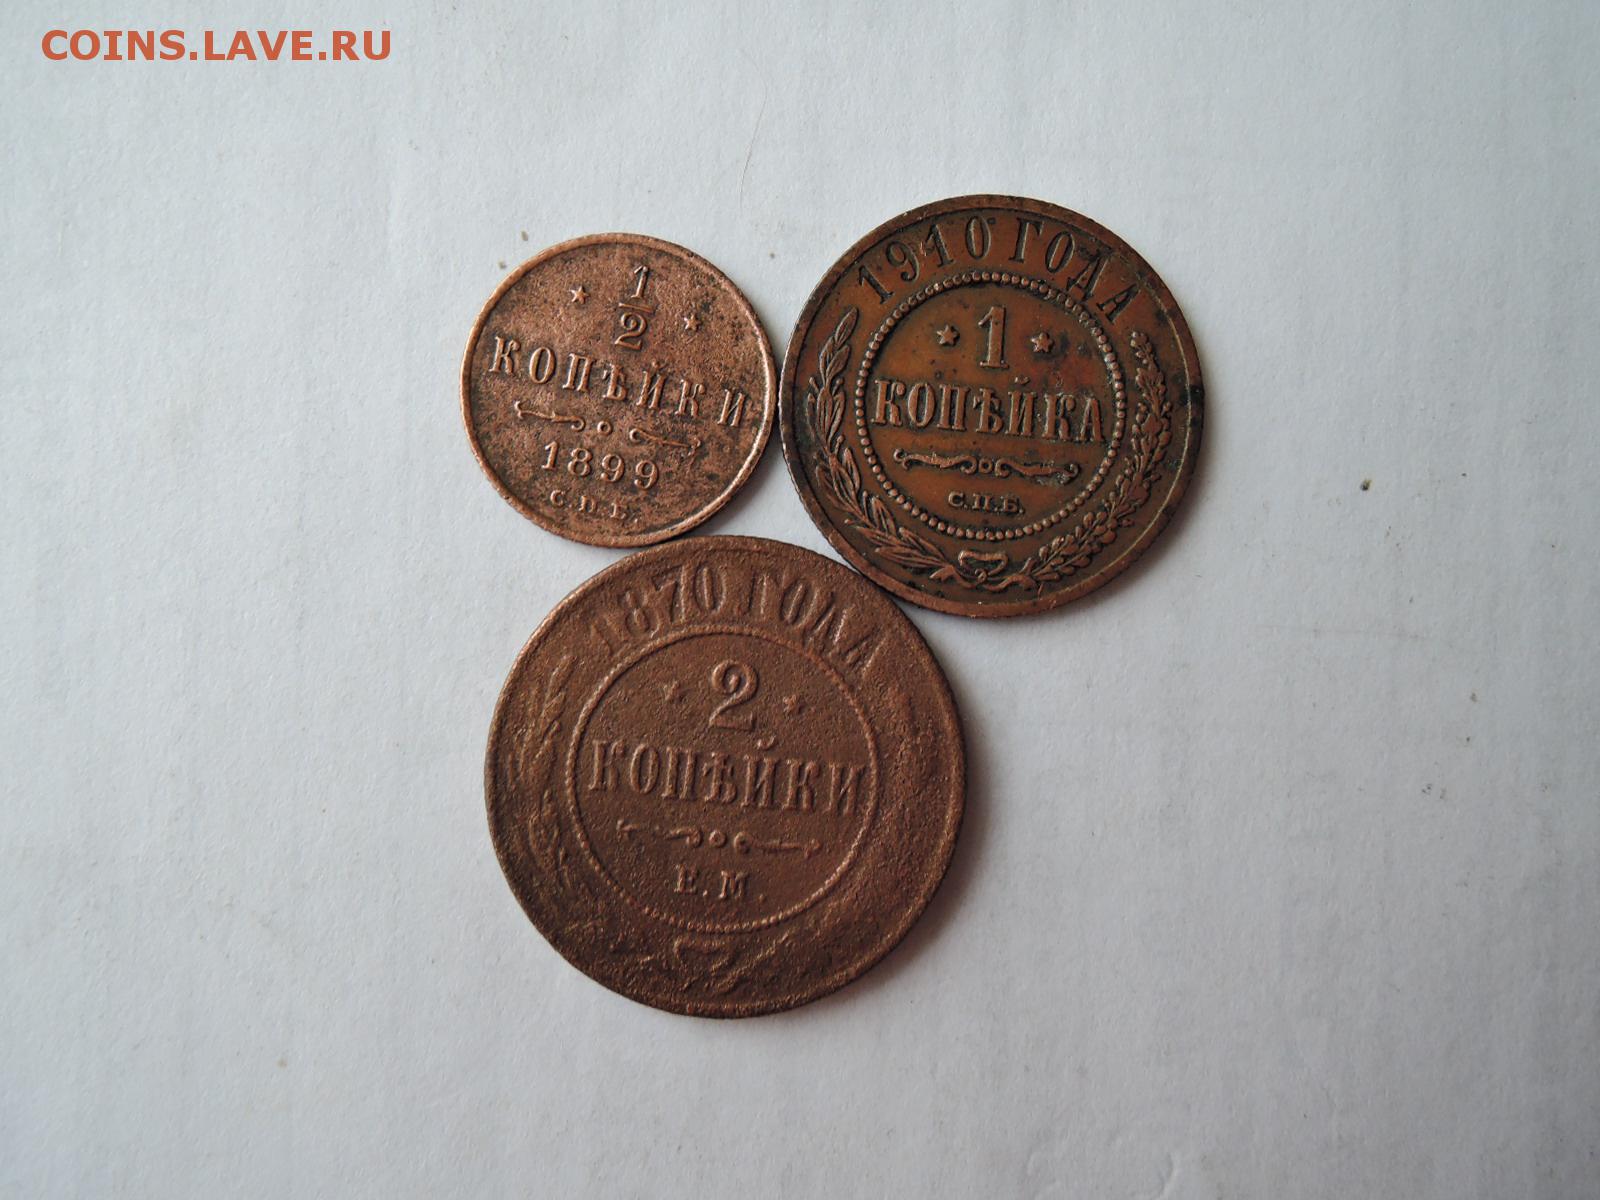 COINS.LAVE.RU
1
2
КОПѢЙКИ
1899
С.П.Б.
1910 ГОДА
1
КОПѢЙКА
С.П.Б.
1870 ГОДА
2
КОПѢЙКИ
Е.М.